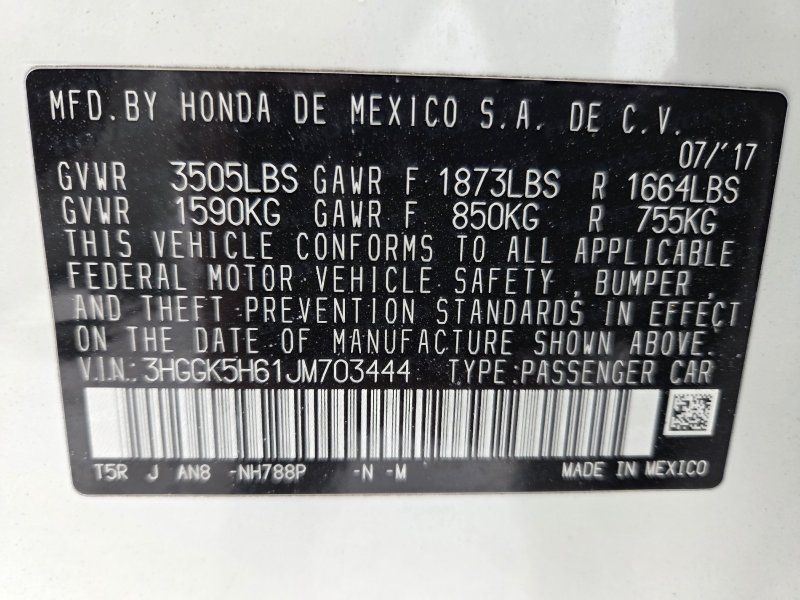 MFD.BY HONDA DE MEXICO S.A. DE C.V.
07/'17
GVWR 3505LBS GAWR F 1873LBS R 1664LBS
GVWR 1590KG GAWR F 850KG R 755KG
THIS VEHICLE CONFORMS TO ALL APPLICABLE
FEDERAL MOTOR VEHICLE SAFETY, BUMPER,
AND THEFT PREVENTION STANDARDS IN EFFECT
ON THE DATE OF MANUFACTURE SHOWN ABOVE.
V.I.N.:3HGGK5H61JM703444 TYPE:PASSENGER CAR
T5R J AN8 -NH788P -N -M MADE IN MEXICO